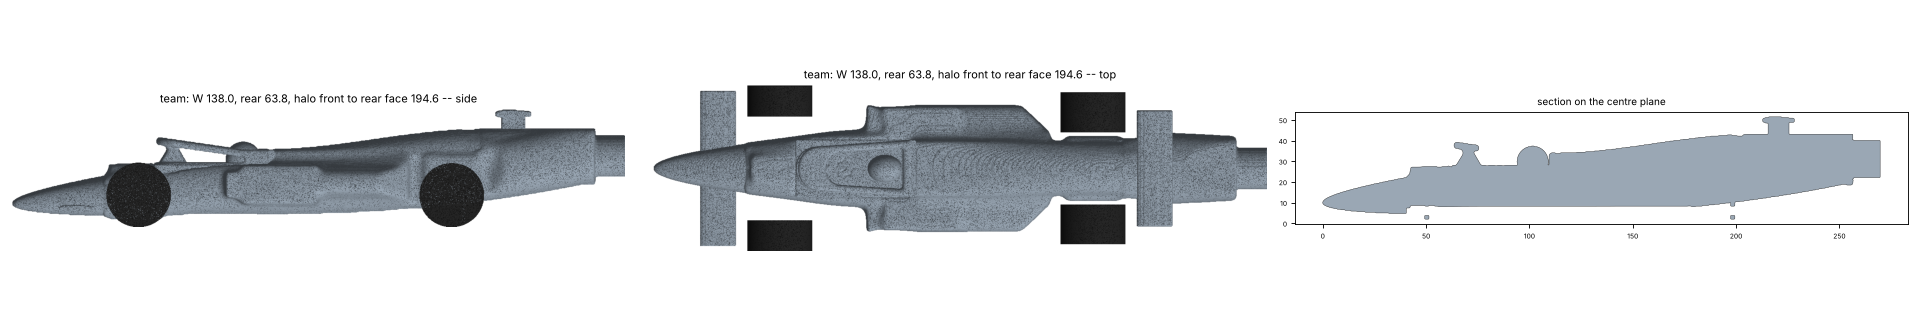 team: W 138.0, rear 63.8, halo front to rear face 194.6 -- side
team: W 138.0, rear 63.8, halo front to rear face 194.6 -- top
section on the centre plane
50
40
30
20
10
0
0 50 100 150 200 250